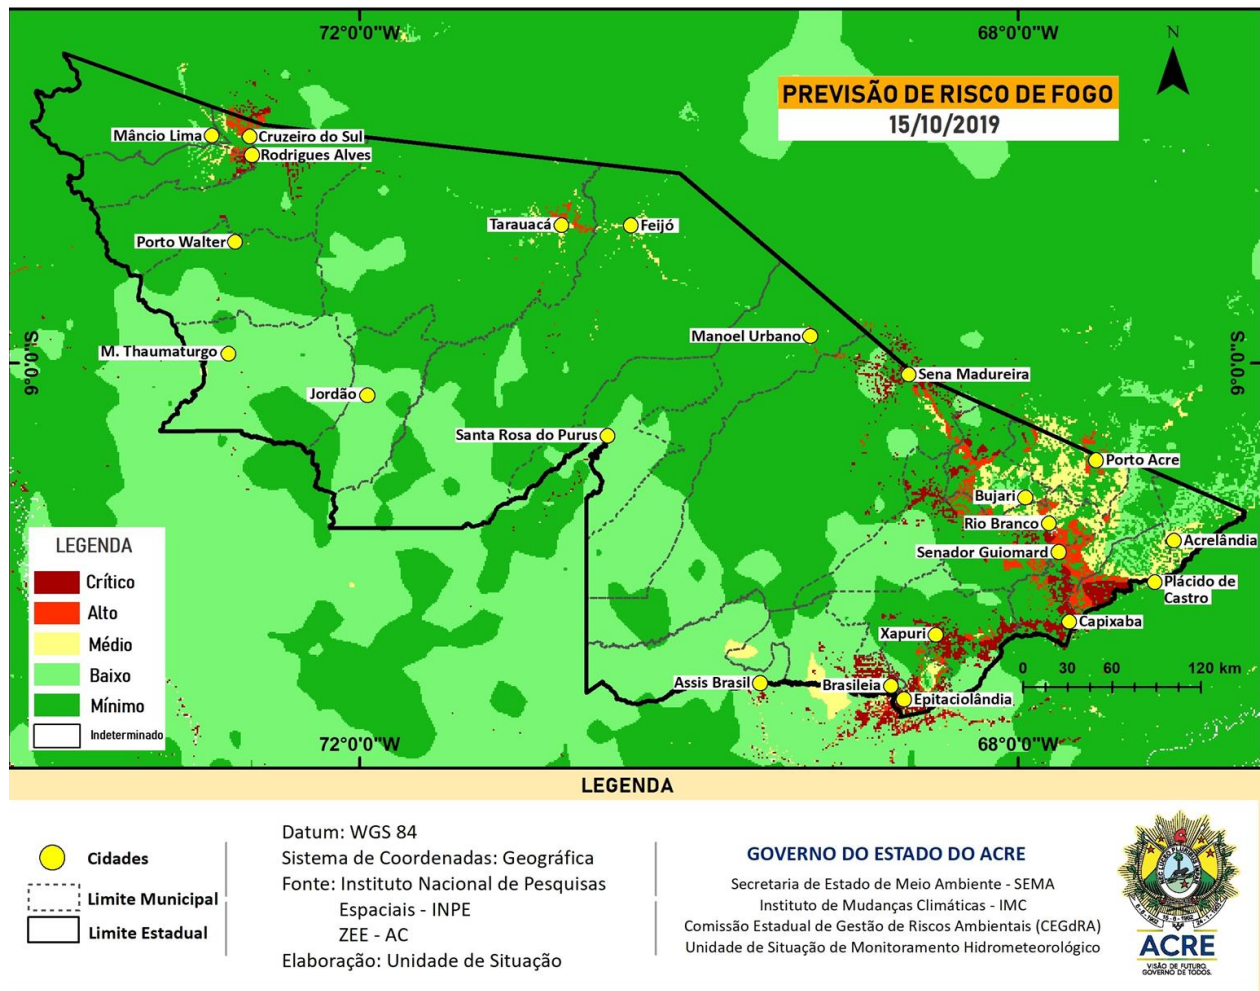 72°0'0"W
68°0'0"W
N
PREVISÃO DE RISCO DE FOGO
15/10/2019
Mâncio Lima
Cruzeiro do Sul
Rodrigues Alves
Tarauacá
Feijó
Porto Walter
9°0'0"S
Manoel Urbano
9°0'0"S
M. Thaumaturgo
Sena Madureira
Jordão
Santa Rosa do Purus
Porto Acre
Bujari
Rio Branco
Acrelândia
Senador Guiomard
Plácido de
Castro
Capixaba
Xapuri
0 30 60 120 km
Assis Brasil
Brasileia
Epitaciolândia
LEGENDA
Crítico
Alto
Médio
Baixo
Mínimo
Indeterminado
72°0'0"W
68°0'0"W
LEGENDA
Cidades
Limite Municipal
Limite Estadual
Datum: WGS 84
Sistema de Coordenadas: Geográfica
Fonte: Instituto Nacional de Pesquisas
Espaciais - INPE
ZEE - AC
Elaboração: Unidade de Situação
GOVERNO DO ESTADO DO ACRE
Secretaria de Estado de Meio Ambiente - SEMA
Instituto de Mudanças Climáticas - IMC
Comissão Estadual de Gestão de Riscos Ambientais (CEGdRA)
Unidade de Situação de Monitoramento Hidrometeorológico
ACRE
VISÃO DE FUTURO.
GOVERNO DE TODOS.